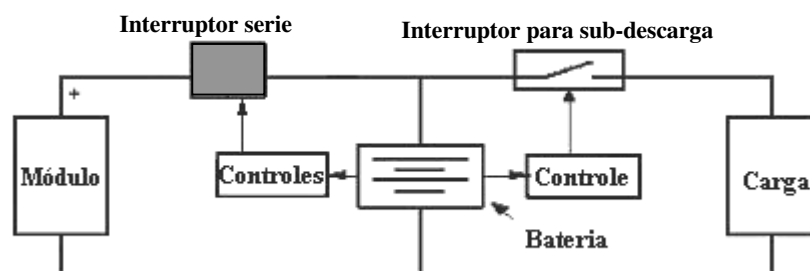 Interruptor serie
Interruptor para sub-descarga
+
Módulo
Controles
Controle
Carga
Bateria